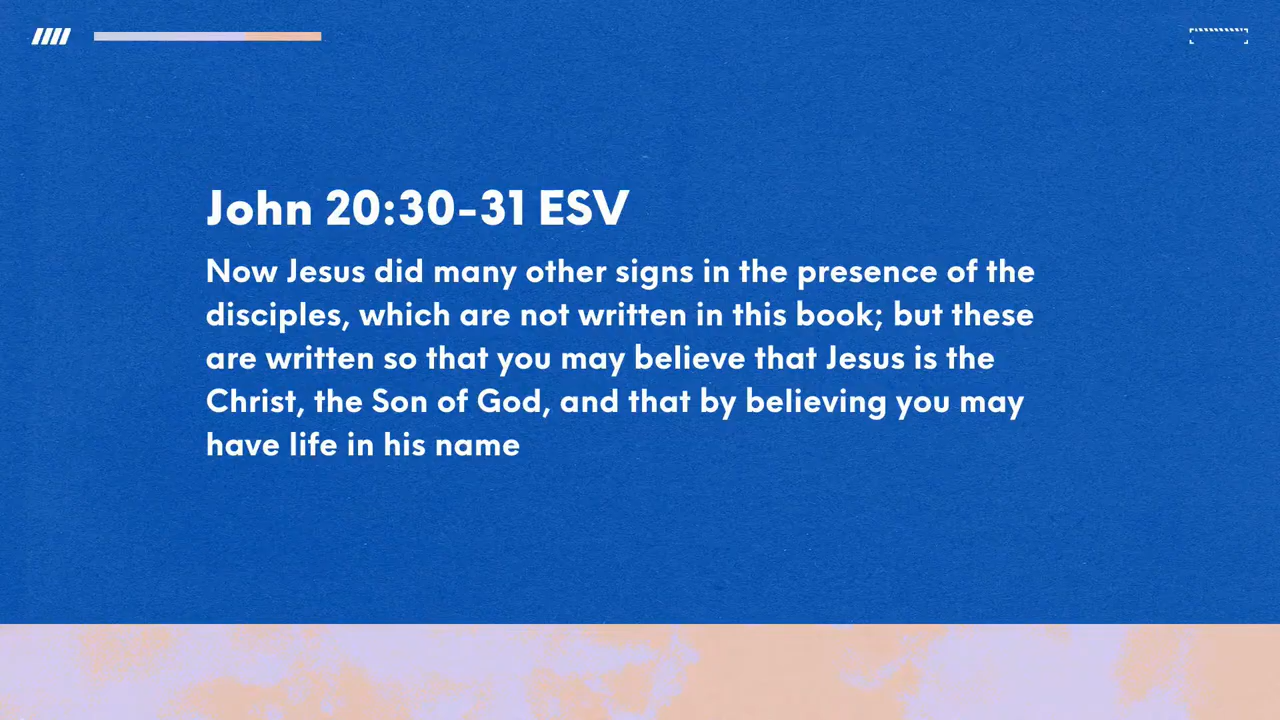 John 20:30-31 ESV
Now Jesus did many other signs in the presence of the
disciples, which are not written in this book; but these
are written so that you may believe that Jesus is the
Christ, the Son of God, and that by believing you may
have life in his name